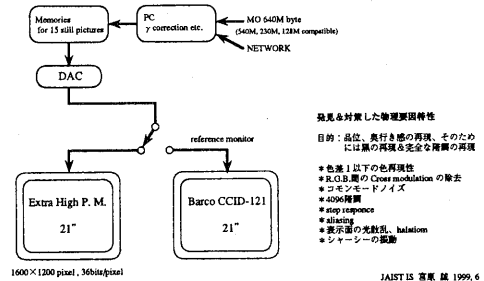 Memories
for 15 still pictures
PC
γ correction etc.
MO 640M byte
(540M, 230M, 128M compatible)
NETWORK
DAC
reference monitor
Extra High P. M.
21"
Barco CCID-121
21"
1600×1200 pixel , 36bits/pixel
発見&対策した物理要因特性
目的：品位、奥行き感の再現、そのため
には黒の再現&完全な階調の再現
*色差1以下の色再現性
*R.G.B.間の Cross modulation の除去
*コモンモードノイズ
*4096階調
*step responce
*aliasing
*表示面の光散乱、halatiom
*シャーシーの振動
JAIST IS 宮原 誠 1999, 6